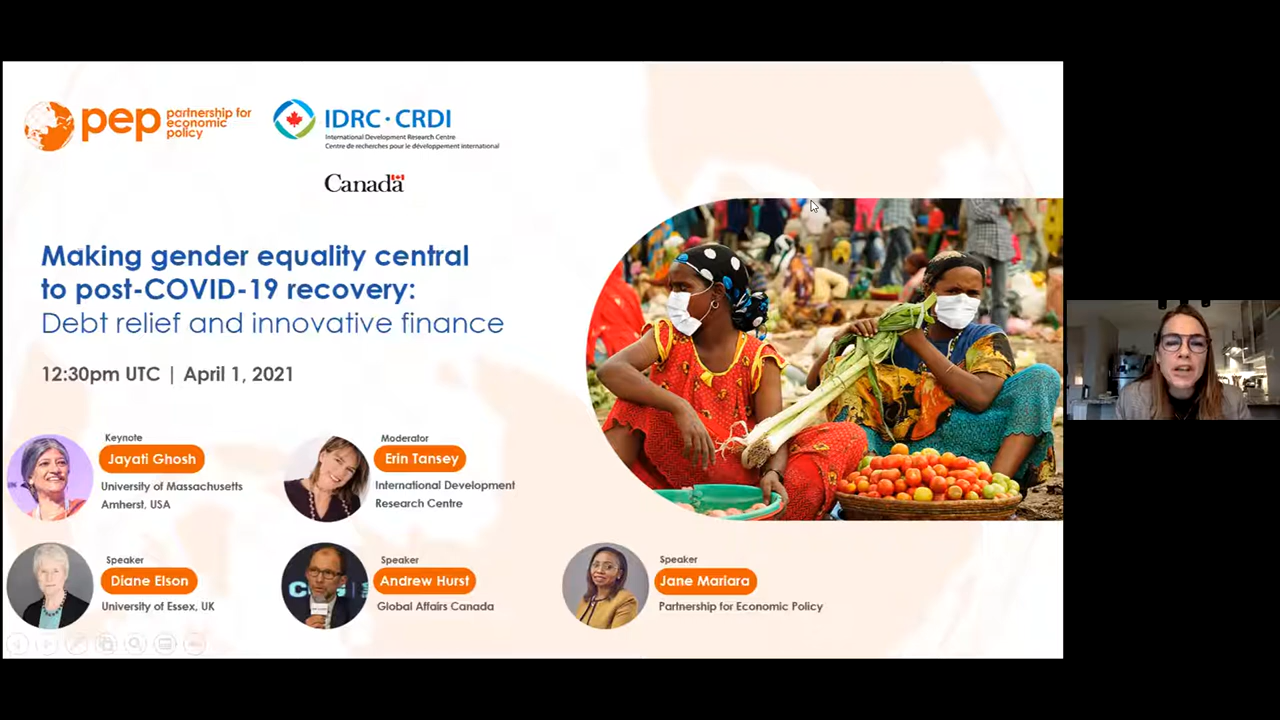 pep partnership for
economic
policy
IDRC · CRDI
International Development Research Centre
Centre de recherches pour le développement international
Canada
Making gender equality central
to post-COVID-19 recovery:
Debt relief and innovative finance
12:30pm UTC | April 1, 2021
Keynote
Jayati Ghosh
University of Massachusetts
Amherst, USA
Moderator
Erin Tansey
International Development
Research Centre
Speaker
Diane Elson
University of Essex, UK
Speaker
Andrew Hurst
Global Affairs Canada
Speaker
Jane Mariara
Partnership for Economic Policy